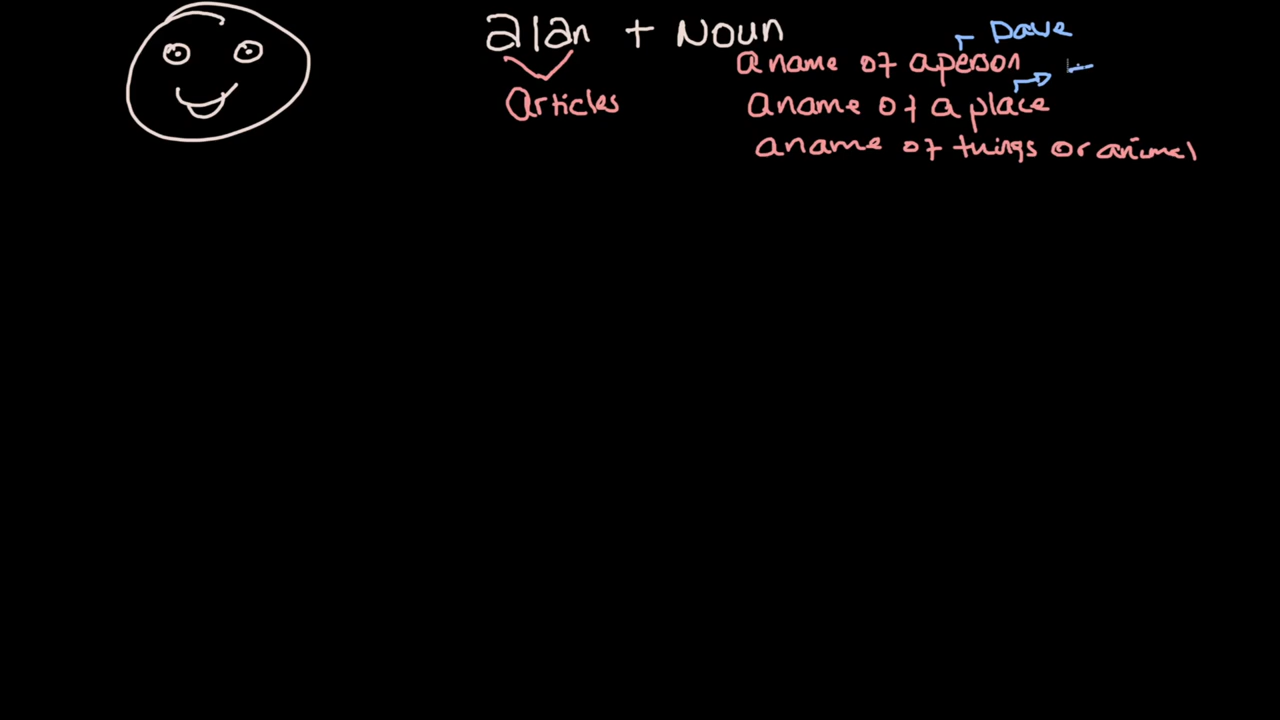 a/an + Noun
Dave
a name of a person
Articles
a name of a place
a name of things or animal